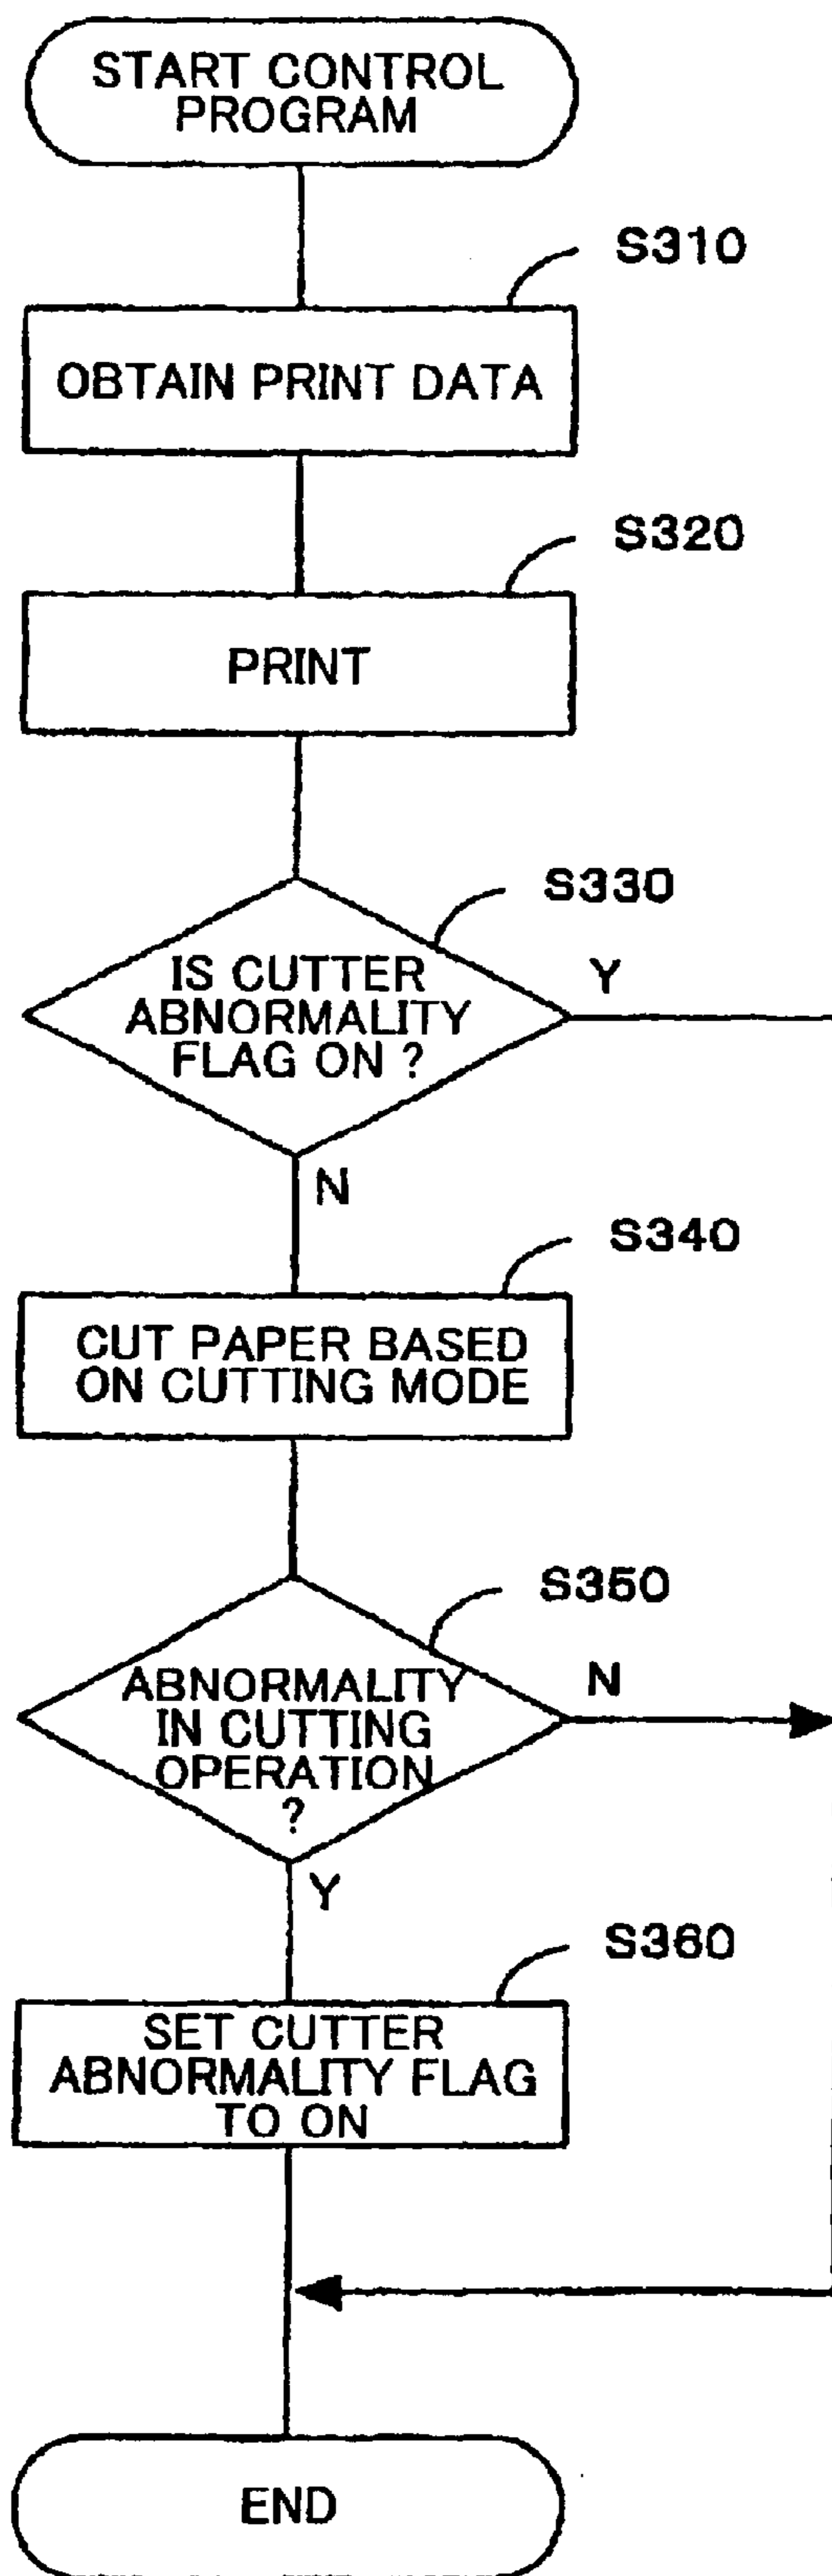 START CONTROL
PROGRAM
S310
OBTAIN PRINT DATA
S320
PRINT
S330
IS CUTTER
ABNORMALITY
FLAG ON ?
Y
N
S340
CUT PAPER BASED
ON CUTTING MODE
S350
ABNORMALITY
IN CUTTING
OPERATION
?
N
Y
S360
SET CUTTER
ABNORMALITY FLAG
TO ON
END